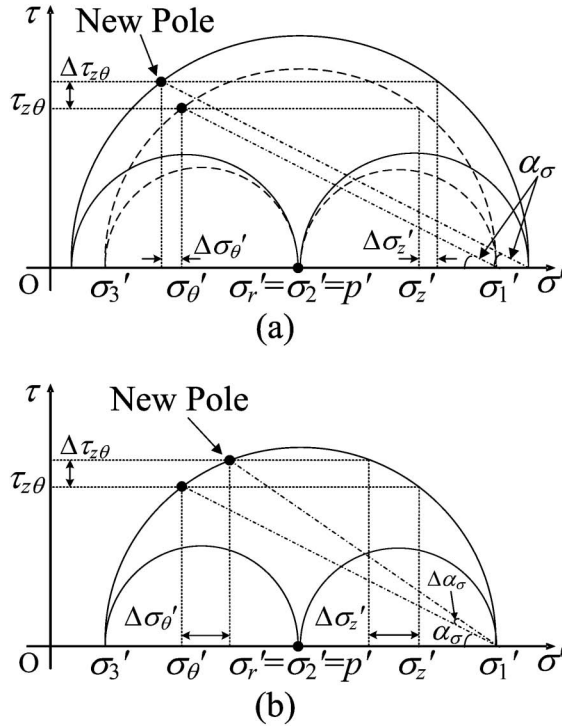 τ
New Pole
Δτzθ
τzθ
ασ
Δσθ′
Δσz′
O
σ3′
σθ′
σr′=σ2′=p′
σz′
σ1′
σ′
(a)
τ
New Pole
Δτzθ
τzθ
Δσθ′
Δσz′
Δασ
ασ
O
σ3′
σθ′
σr′=σ2′=p′
σz′
σ1′
σ′
(b)